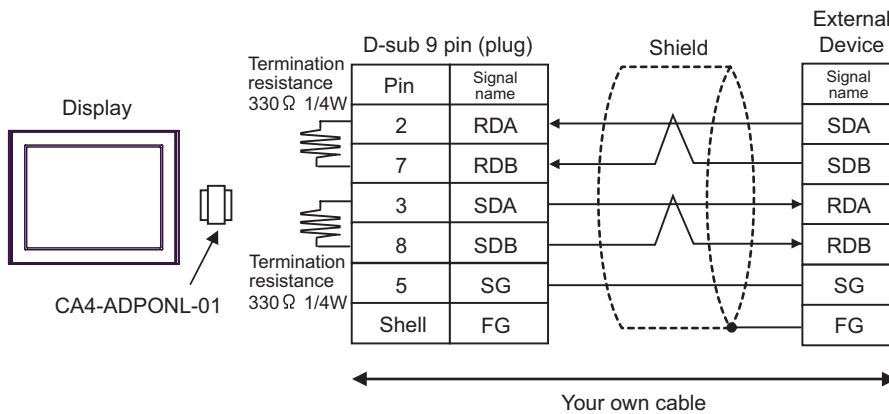 Display
CA4-ADPONL-01
Termination
resistance
330 Ω 1/4W
Termination
resistance
330 Ω 1/4W
D-sub 9 pin (plug)
Pin Signal name
2 RDA
7 RDB
3 SDA
8 SDB
5 SG
Shell FG
Shield
External
Device
Signal
name
SDA
SDB
RDA
RDB
SG
FG
Your own cable